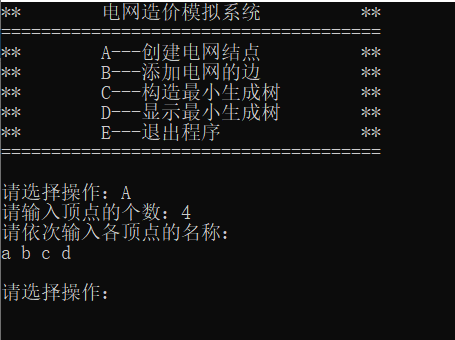 **        电网造价模拟系统          **
======================================
**        A---创建电网结点          **
**        B---添加电网的边          **
**        C---构造最小生成树        **
**        D---显示最小生成树        **
**        E---退出程序              **
======================================
请选择操作：A
请输入顶点的个数：4
请依次输入各顶点的名称：
a b c d
请选择操作：